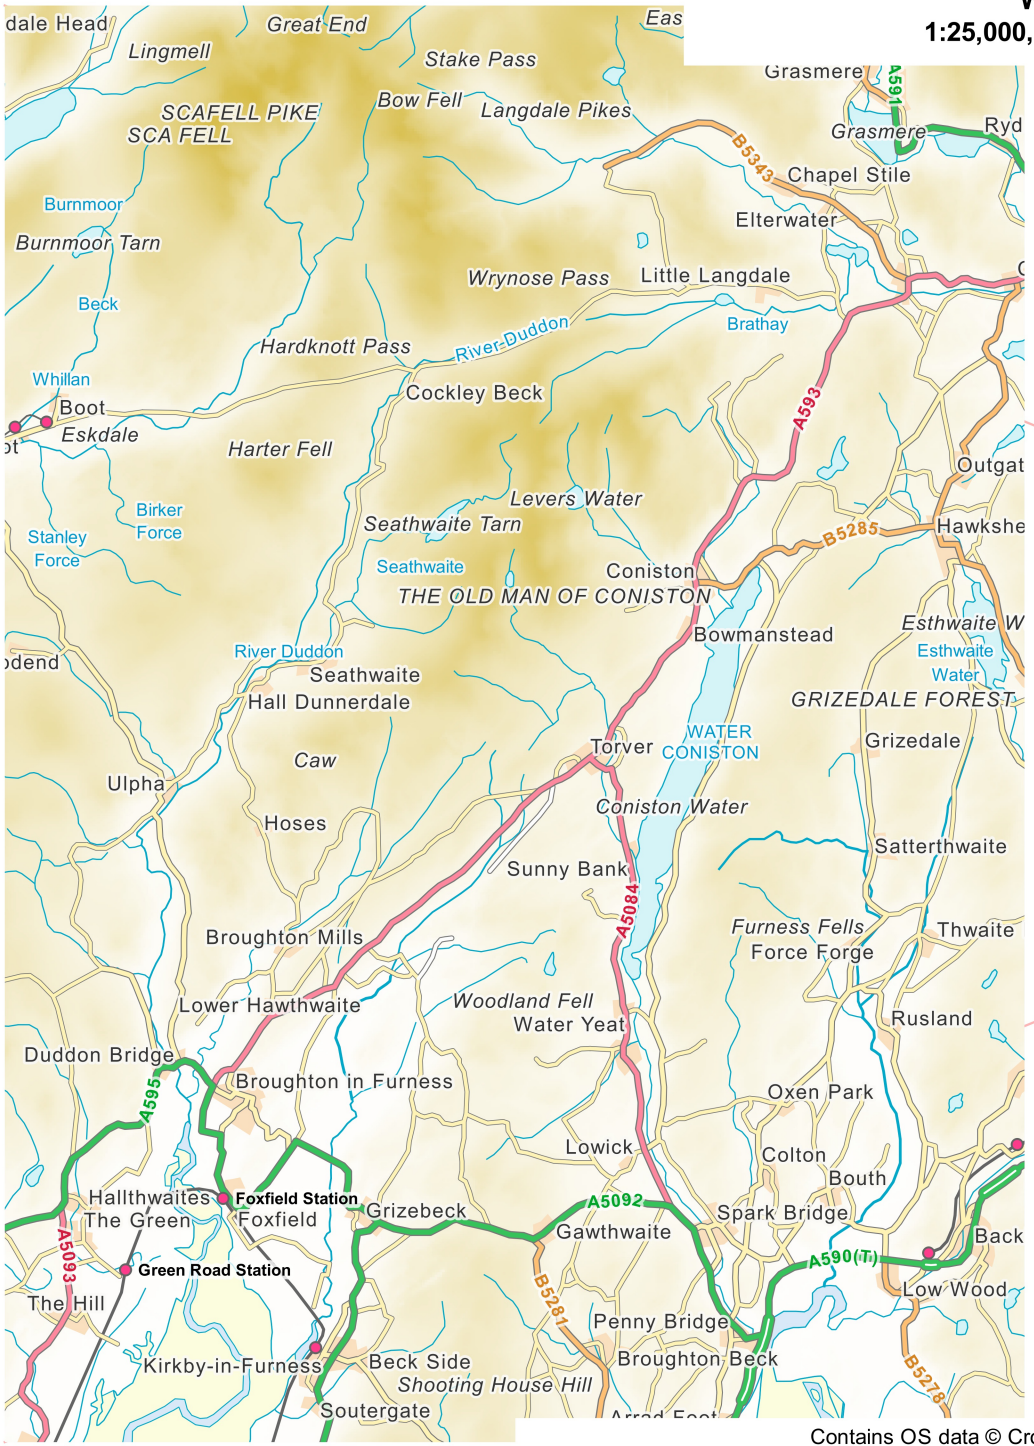 dale Head
Great End
Eas
1:25,000,
Lingmell
Stake Pass
Grasmere
A591
SCAFELL PIKE
SCA FELL
Bow Fell
Langdale Pikes
Grasmere
Ryd
B5343
Chapel Stile
Burnmoor
Elterwater
Burnmoor Tarn
Wrynose Pass
Little Langdale
Beck
Brathay
River Duddon
Hardknott Pass
Whillan
Cockley Beck
Boot
A593
Eskdale
ot
Harter Fell
Outgat
Levers Water
Birker
Force
Seathwaite Tarn
B5285
Hawkshe
Stanley
Force
Seathwaite
Coniston
THE OLD MAN OF CONISTON
Esthwaite W
Bowmanstead
River Duddon
Esthwaite
Water
odend
Seathwaite
Hall Dunnerdale
GRIZEDALE FOREST
WATER
CONISTON
Grizedale
Torver
Caw
Ulpha
Coniston Water
Hoses
Satterthwaite
Sunny Bank
A5084
Furness Fells
Thwaite
Broughton Mills
Force Forge
Lower Hawthwaite
Woodland Fell
Water Yeat
Rusland
Duddon Bridge
Broughton in Furness
A595
Oxen Park
Lowick
Colton
Bouth
Hallthwaites
Foxfield Station
A5092
Grizebeck
The Green
Foxfield
Spark Bridge
Gawthwaite
Back
A5093
Green Road Station
A590(T)
Low Wood
The Hill
B5281
Penny Bridge
Kirkby-in-Furness
Beck Side
Broughton Beck
B5278
Shooting House Hill
Soutergate
Arrad Foot
Contains OS data © Cro